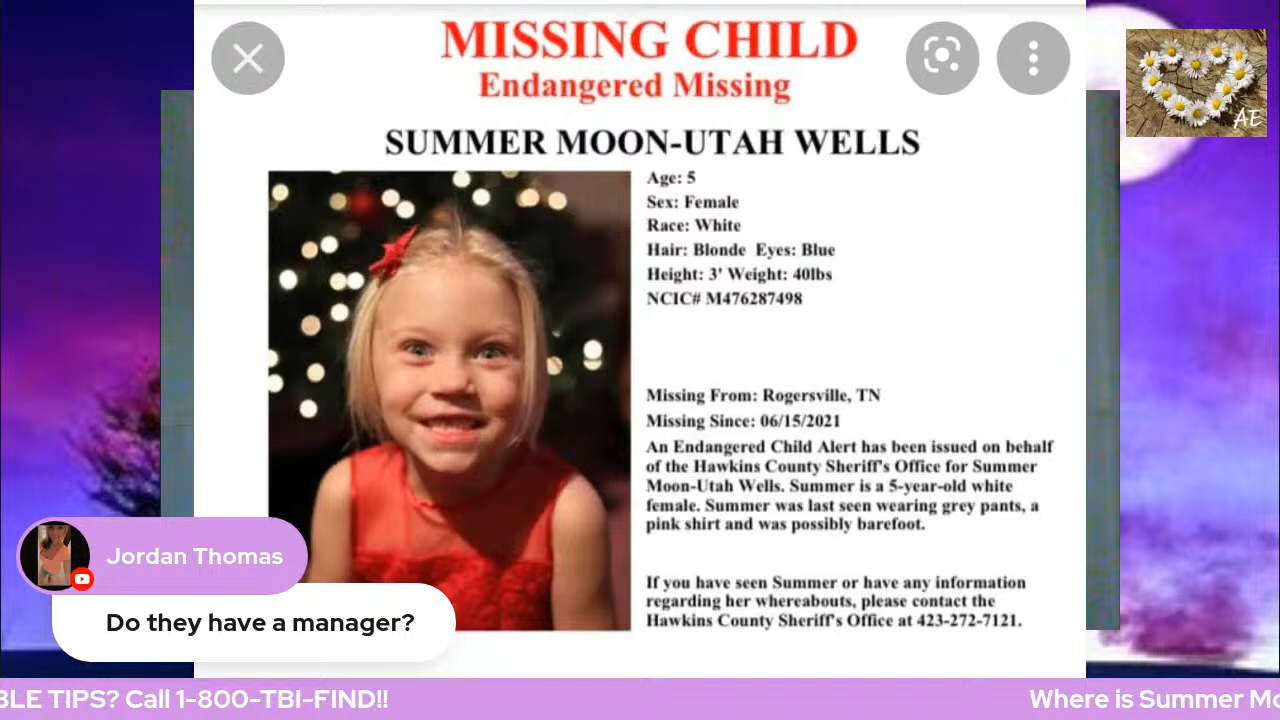 MISSING CHILD
Endangered Missing
SUMMER MOON-UTAH WELLS
Age: 5
Sex: Female
Race: White
Hair: Blonde Eyes: Blue
Height: 3' Weight: 40lbs
NCIC# M476287498
Missing From: Rogersville, TN
Missing Since: 06/15/2021
An Endangered Child Alert has been issued on behalf
of the Hawkins County Sheriff's Office for Summer
Moon-Utah Wells. Summer is a 5-year-old white
female. Summer was last seen wearing grey pants, a
pink shirt and was possibly barefoot.
If you have seen Summer or have any information
regarding her whereabouts, please contact the
Hawkins County Sheriff's Office at 423-272-7121.
AE
Jordan Thomas
Do they have a manager?
BLE TIPS? Call 1-800-TBI-FIND!!
Where is Summer Mo